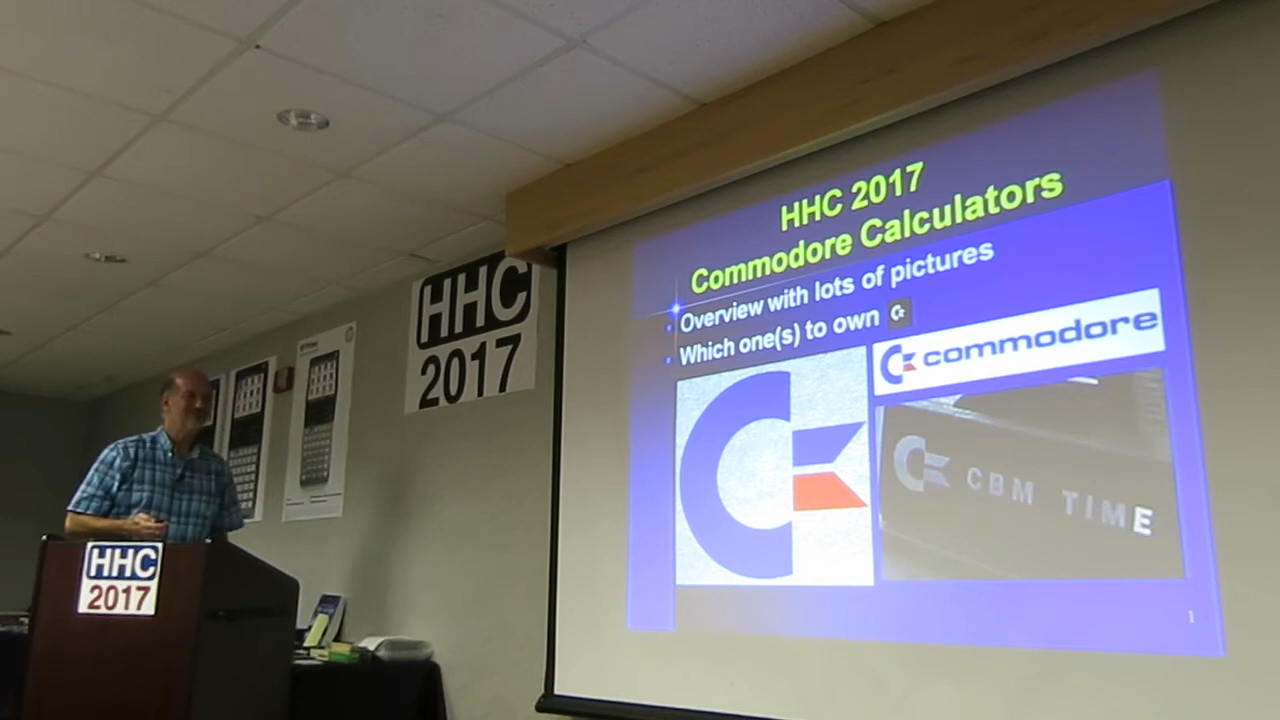 HHC 2017
Commodore Calculators
Overview with lots of pictures
Which one(s) to own
commodore
CBM TIME
1
HHC
2017
HHC
2017